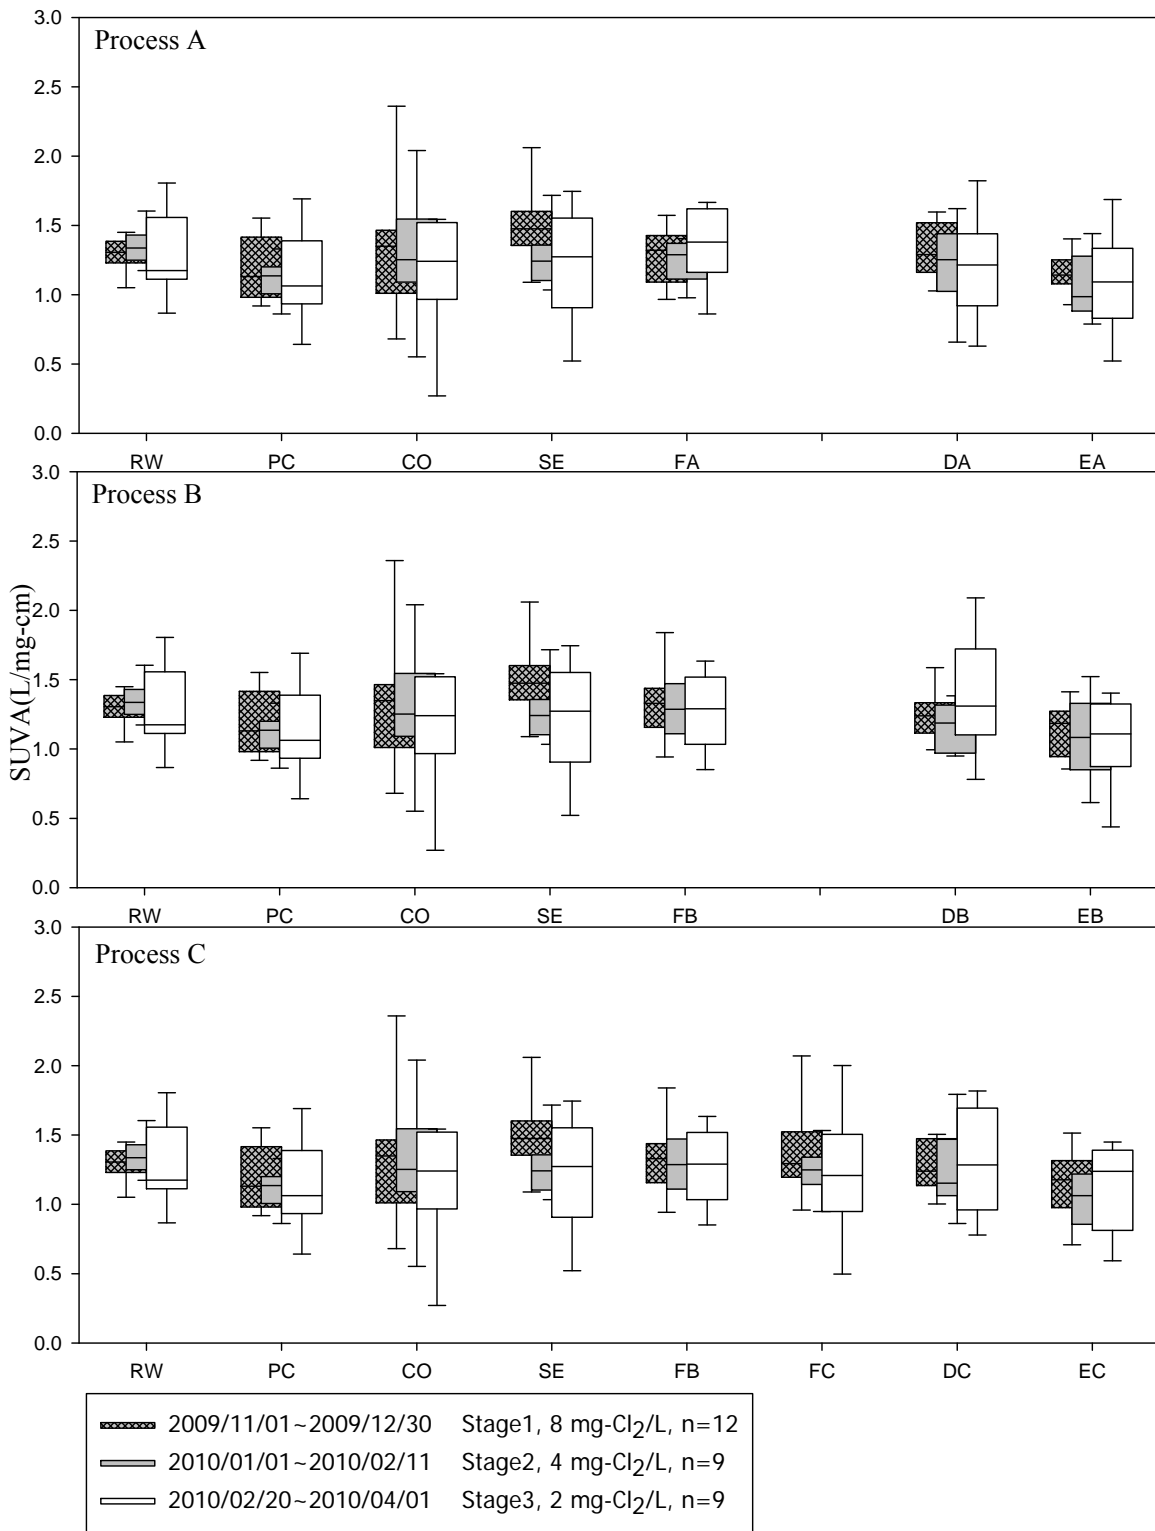 3.0
Process A
2.5
2.0
1.5
1.0
0.5
0.0
RW PC CO SE FA DA EA
3.0
Process B
2.5
2.0
SUVA(L/mg-cm)
1.5
1.0
0.5
0.0
RW PC CO SE FB DB EB
3.0
Process C
2.5
2.0
1.5
1.0
0.5
0.0
RW PC CO SE FB FC DC EC
2009/11/01~2009/12/30 Stage1, 8 mg-Cl2/L, n=12
2010/01/01~2010/02/11 Stage2, 4 mg-Cl2/L, n=9
2010/02/20~2010/04/01 Stage3, 2 mg-Cl2/L, n=9